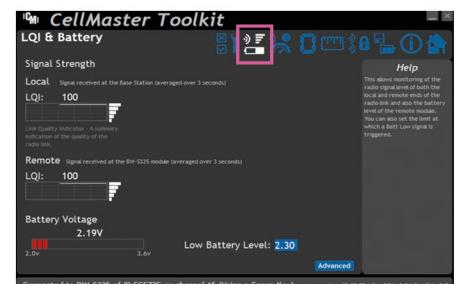 CellMaster Toolkit
LQI & Battery
Signal Strength
Local Signal received at the Base Station (averaged over 3 seconds)
LQI: 100
Link Quality Indicator - A summary
indication of the quality of the
radio link.
Remote Signal received at the BW-S325 module (averaged over 3 seconds)
LQI: 100
Battery Voltage
2.19V
2.0v 3.6v
Low Battery Level: 2.30
Advanced
Help
This allows monitoring of the
radio signal level of both the
local and remote ends of the
radio link and also the battery
level of the remote module.
You can also set the limit at
which a Batt Low signal is
triggered.